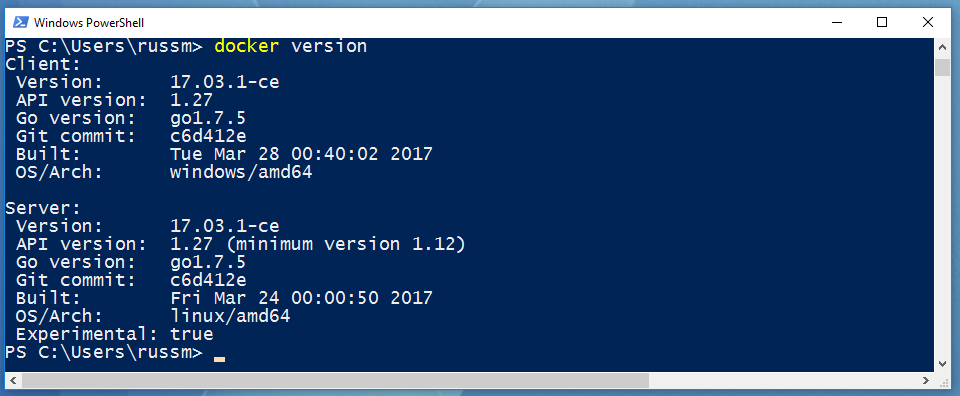 Windows PowerShell
PS C:\Users\russm> docker version
Client:
 Version:      17.03.1-ce
 API version:  1.27
 Go version:   go1.7.5
 Git commit:   c6d412e
 Built:        Tue Mar 28 00:40:02 2017
 OS/Arch:      windows/amd64

Server:
 Version:      17.03.1-ce
 API version:  1.27 (minimum version 1.12)
 Go version:   go1.7.5
 Git commit:   c6d412e
 Built:        Fri Mar 24 00:00:50 2017
 OS/Arch:      linux/amd64
 Experimental: true
PS C:\Users\russm>